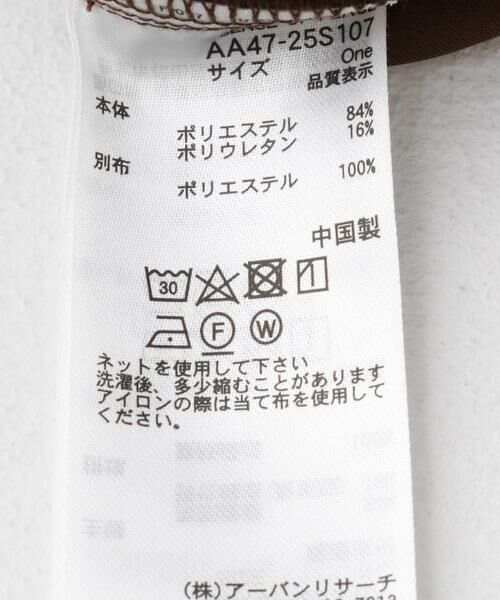 AA47-25S107
サイズ One
品質表示
本体
ポリエステル 84%
ポリウレタン 16%
別布
ポリエステル 100%
中国製
30
F W
ネットを使用して下さい
洗濯後、多少縮むことがあります
アイロンの際は当て布を使用して
ください。
(株)アーバンリサーチ